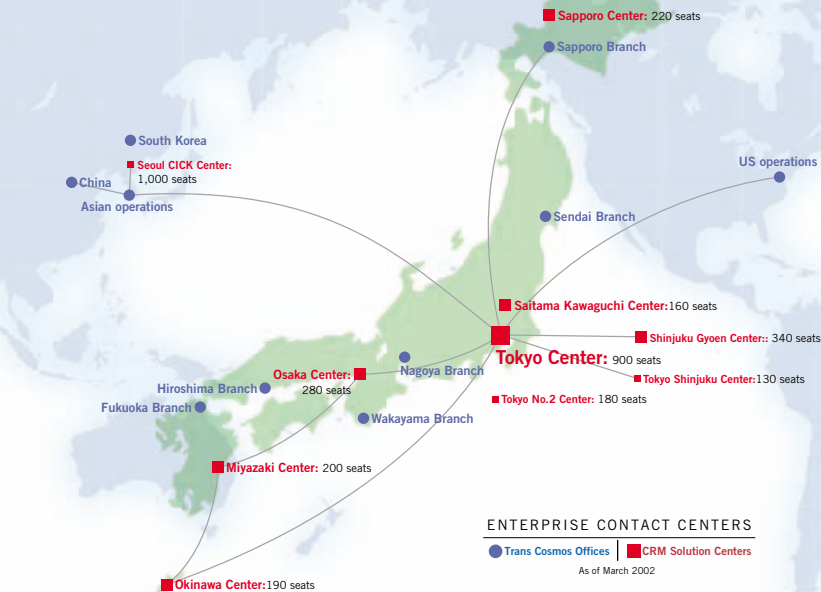 Sapporo Center: 220 seats
Sapporo Branch
South Korea
Seoul CICK Center:
1,000 seats
China
Asian operations
US operations
Sendai Branch
Saitama Kawaguchi Center:160 seats
Shinjuku Gyoen Center:: 340 seats
Tokyo Center: 900 seats
Tokyo Shinjuku Center:130 seats
Tokyo No.2 Center: 180 seats
Nagoya Branch
Osaka Center:
280 seats
Hiroshima Branch
Fukuoka Branch
Wakayama Branch
Miyazaki Center: 200 seats
Okinawa Center:190 seats
ENTERPRISE CONTACT CENTERS
Trans Cosmos Offices
CRM Solution Centers
As of March 2002